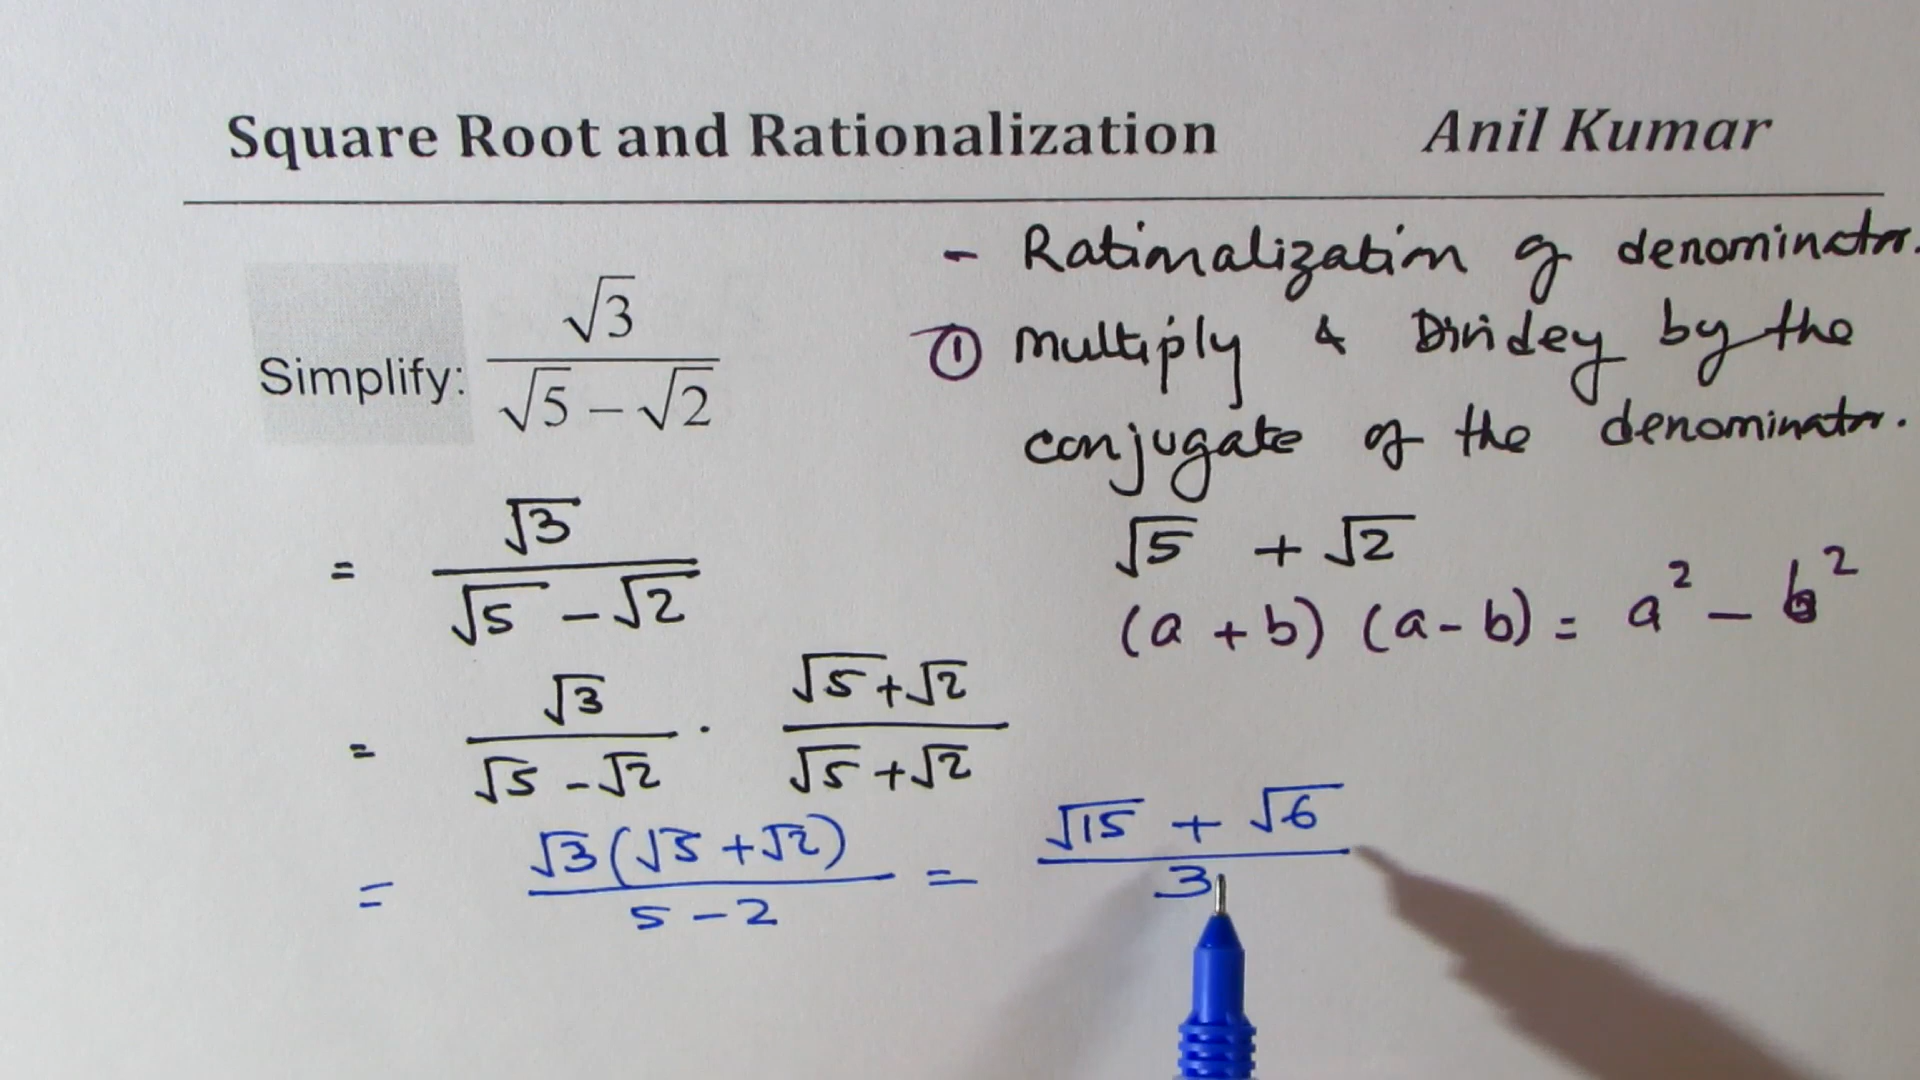 Square Root and Rationalization Anil Kumar
Simplify: √3 / (√5 − √2)
- Rationalization of denominator.
① Multiply & Dividey by the
conjugate of the denominator.
√5 + √2
(a + b) (a - b) = a² - b²
= √3 / (√5 - √2)
= √3 / (√5 - √2) · (√5 + √2) / (√5 + √2)
= √3(√5 + √2) / (5 - 2) = (√15 + √6) / 3